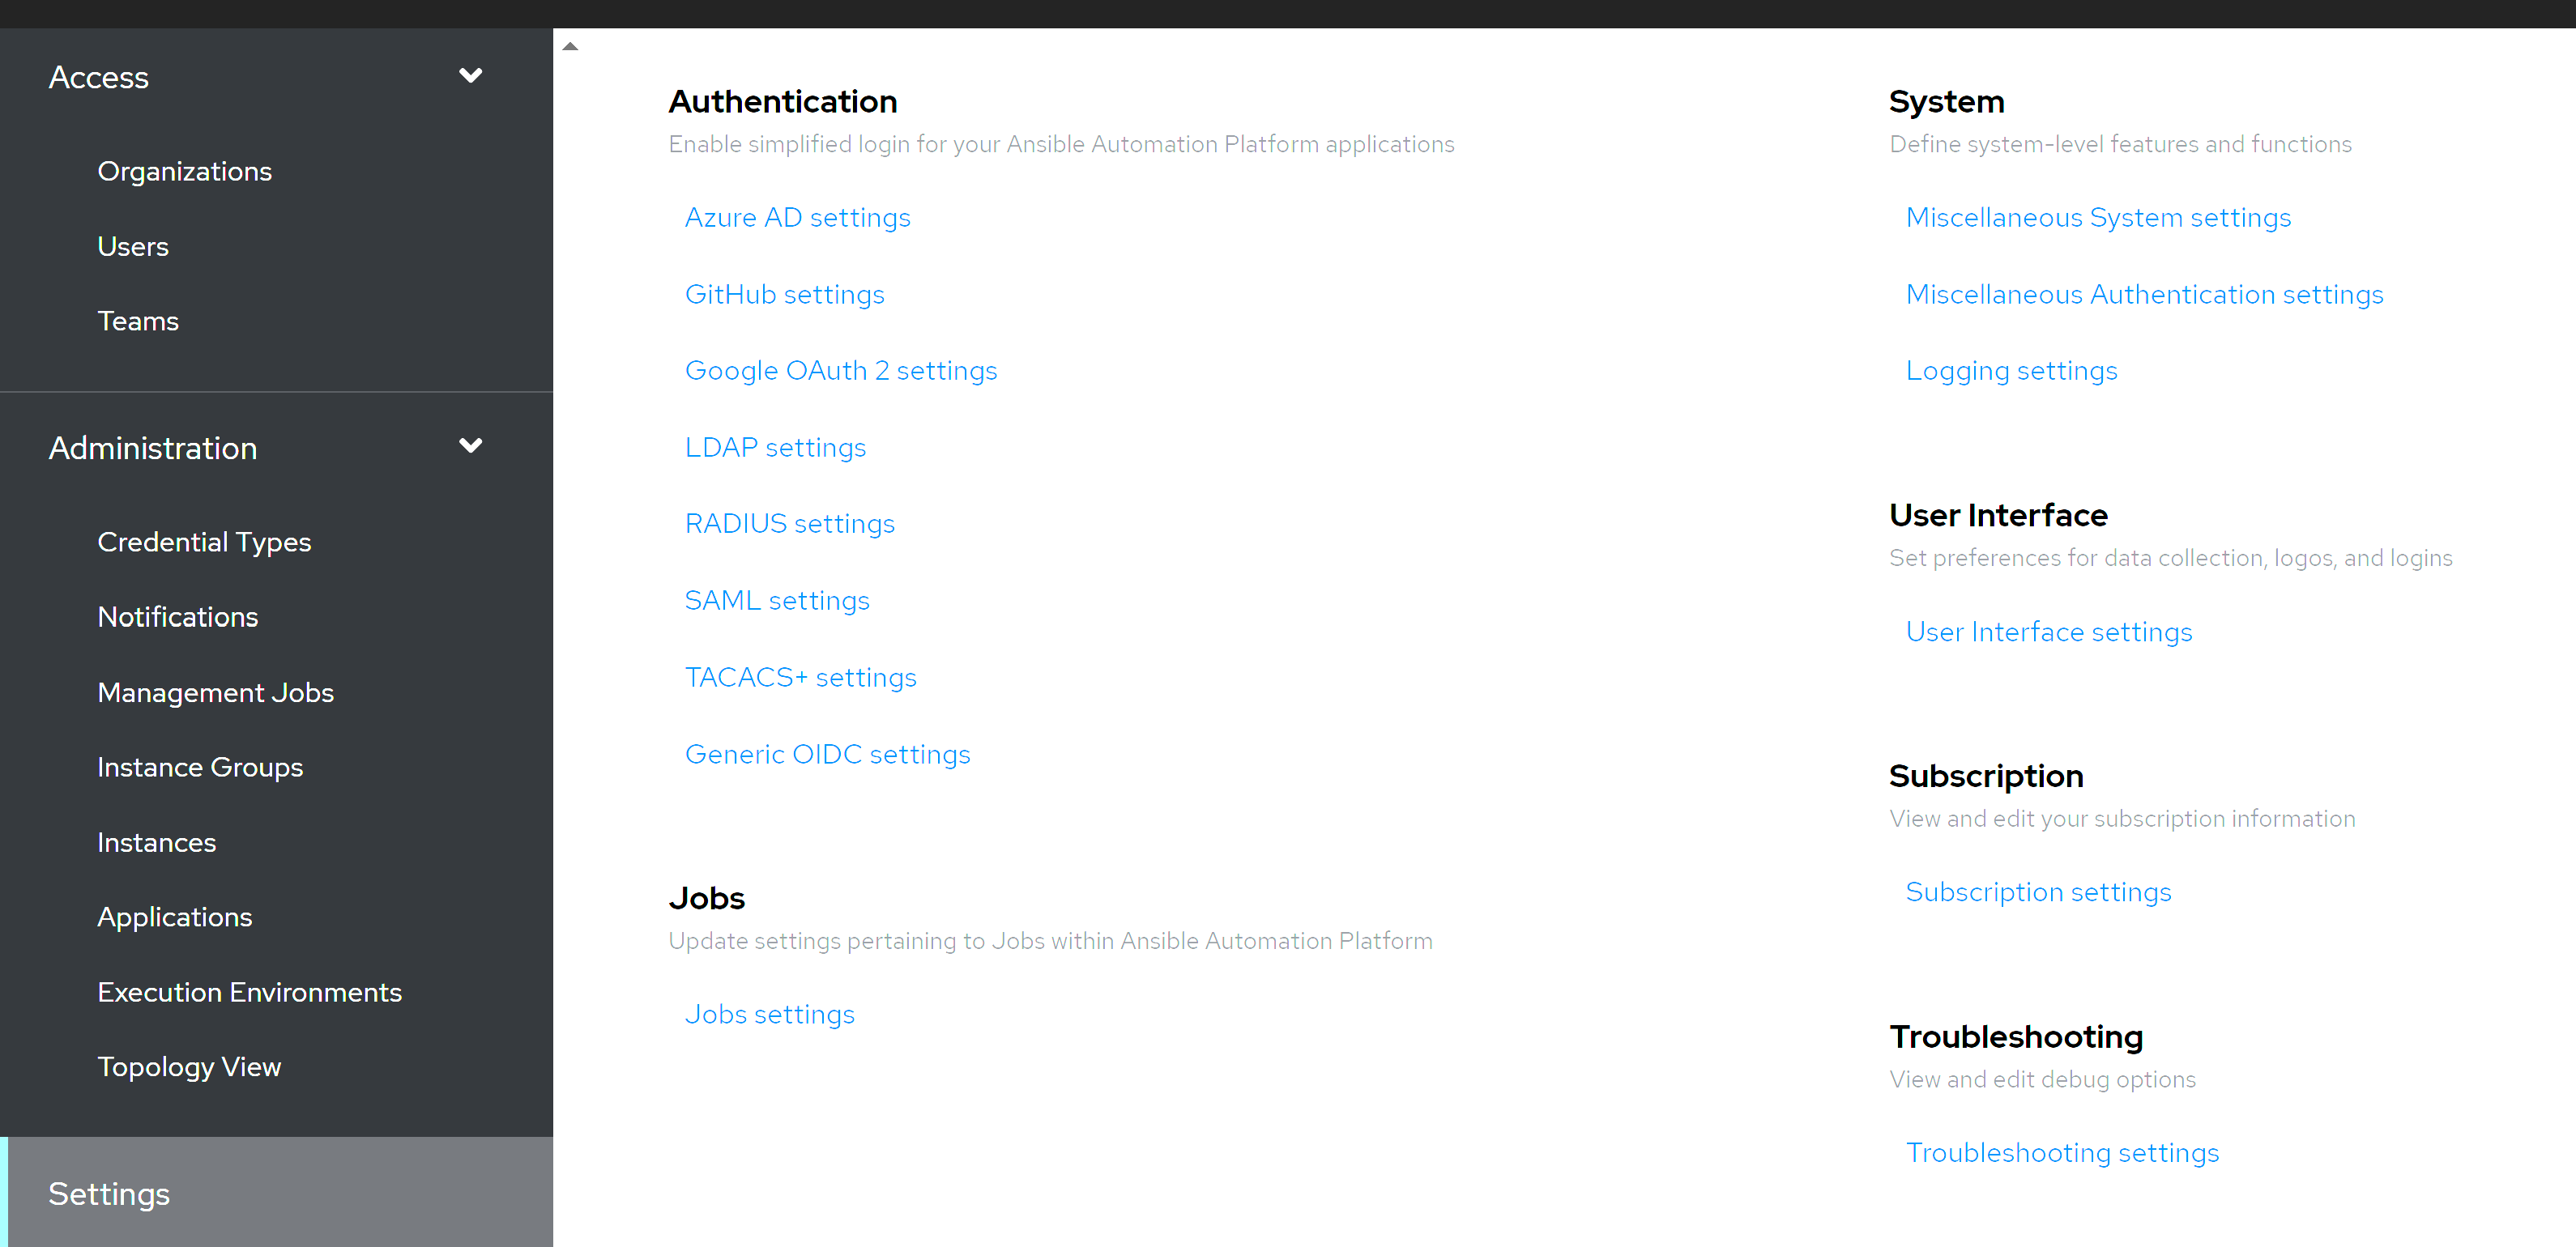 Access
Organizations
Users
Teams
Administration
Credential Types
Notifications
Management Jobs
Instance Groups
Instances
Applications
Execution Environments
Topology View
Settings
Authentication
Enable simplified login for your Ansible Automation Platform applications
Azure AD settings
GitHub settings
Google OAuth 2 settings
LDAP settings
RADIUS settings
SAML settings
TACACS+ settings
Generic OIDC settings
Jobs
Update settings pertaining to Jobs within Ansible Automation Platform
Jobs settings
System
Define system-level features and functions
Miscellaneous System settings
Miscellaneous Authentication settings
Logging settings
User Interface
Set preferences for data collection, logos, and logins
User Interface settings
Subscription
View and edit your subscription information
Subscription settings
Troubleshooting
View and edit debug options
Troubleshooting settings